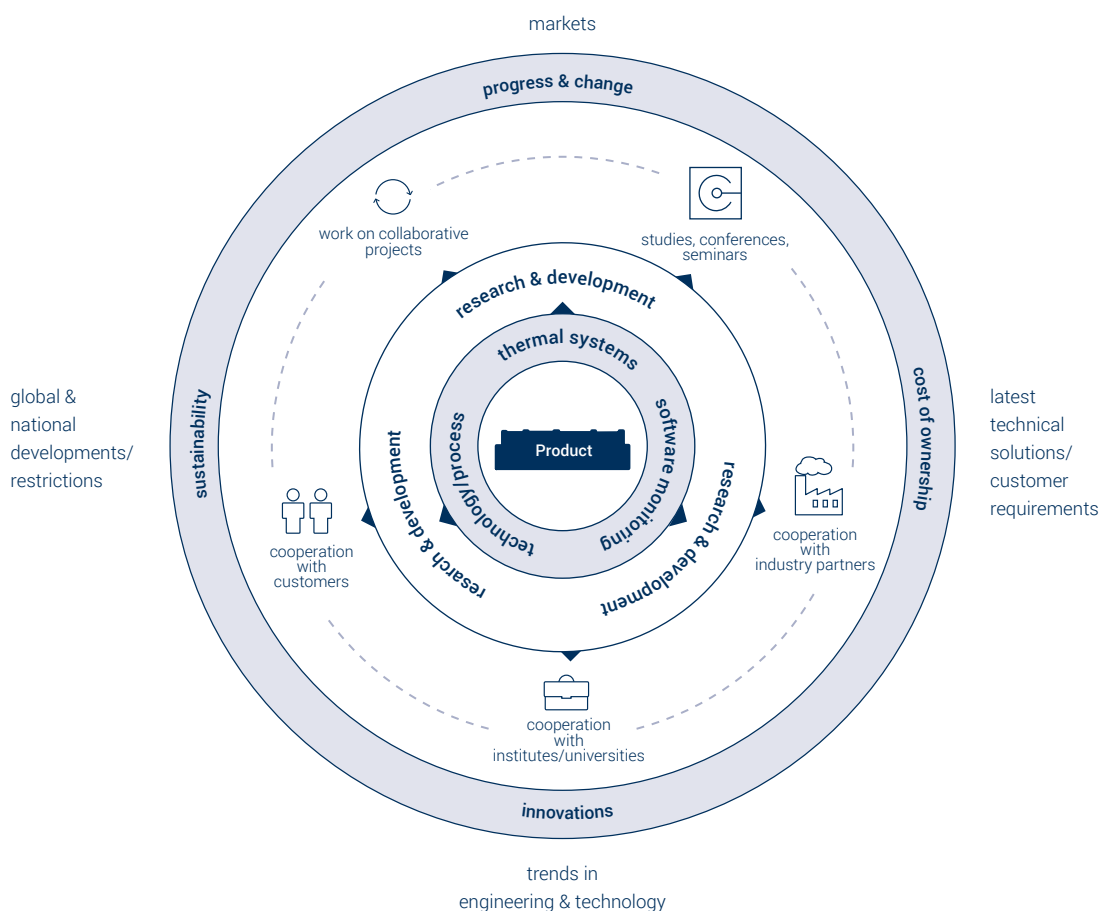 markets
progress & change
work on collaborative
projects
studies, conferences,
seminars
research & development
thermal systems
global &
national
developments/
restrictions
sustainability
resarch & development
technology/process
Product
software monitoring
research & development
cost of ownership
latest
technical
solutions/
customer
requirements
cooperation
with
customers
cooperation
with
industry partners
cooperation
with
institutes/universities
innovations
trends in
engineering & technology